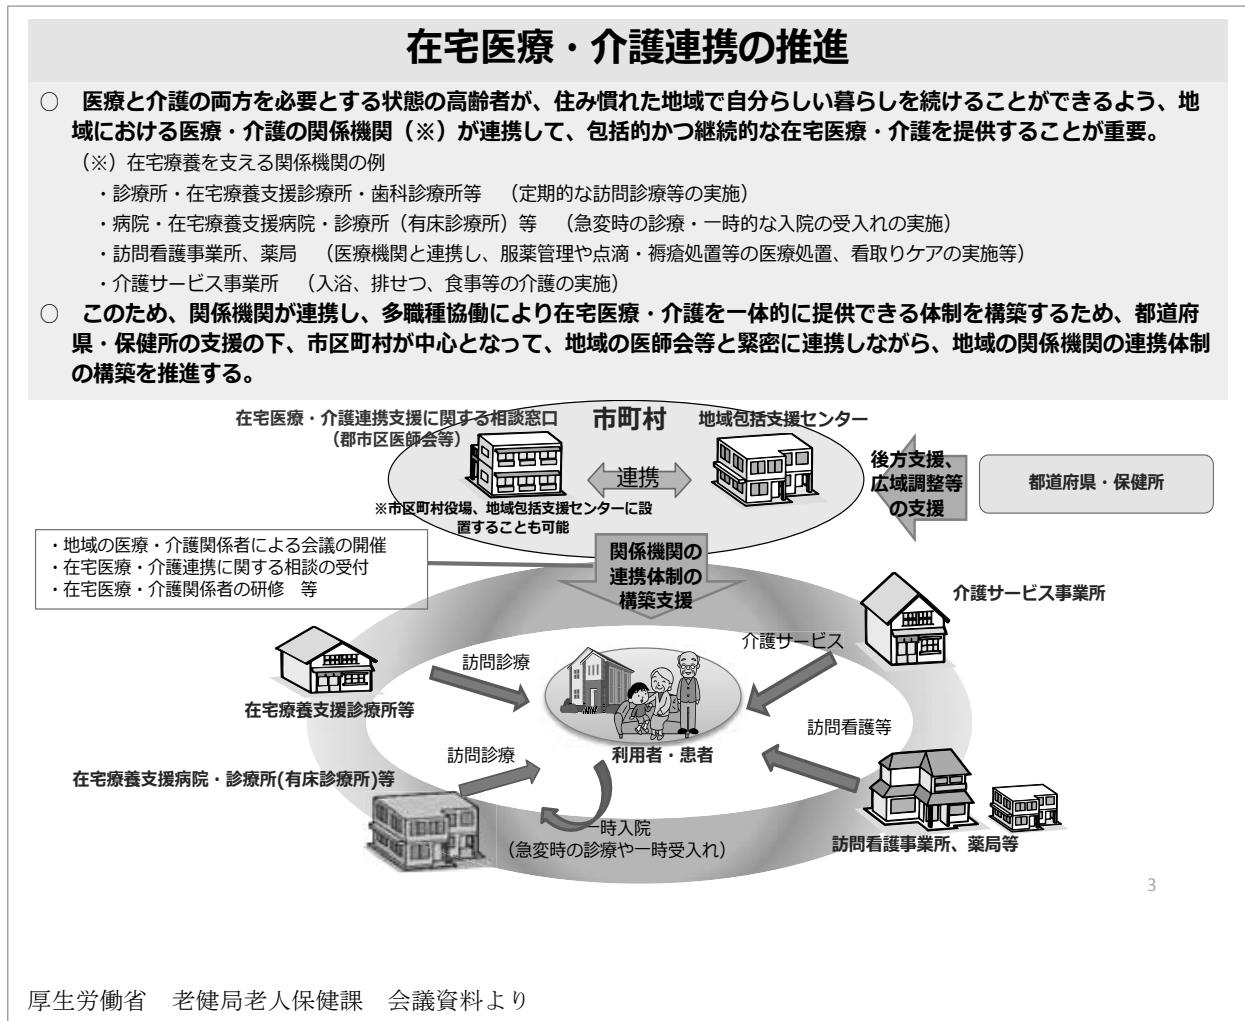 在宅医療・介護連携の推進
○　医療と介護の両方を必要とする状態の高齢者が、住み慣れた地域で自分らしい暮らしを続けることができるよう、地
域における医療・介護の関係機関（※）が連携して、包括的かつ継続的な在宅医療・介護を提供することが重要。
（※）在宅療養を支える関係機関の例
・診療所・在宅療養支援診療所・歯科診療所等　（定期的な訪問診療等の実施）
・病院・在宅療養支援病院・診療所（有床診療所）等　（急変時の診療・一時的な入院の受入れの実施）
・訪問看護事業所、薬局　（医療機関と連携し、服薬管理や点滴・褥瘡処置等の医療処置、看取りケアの実施等）
・介護サービス事業所　（入浴、排せつ、食事等の介護の実施）
○　このため、関係機関が連携し、多職種協働により在宅医療・介護を一体的に提供できる体制を構築するため、都道府
県・保健所の支援の下、市区町村が中心となって、地域の医師会等と緊密に連携しながら、地域の関係機関の連携体制
の構築を推進する。
在宅医療・介護連携支援に関する相談窓口
（郡市区医師会等）
市町村
地域包括支援センター
連携
※市区町村役場、地域包括支援センターに設
置することも可能
後方支援、
広域調整等
の支援
都道府県・保健所
・地域の医療・介護関係者による会議の開催
・在宅医療・介護連携に関する相談の受付
・在宅医療・介護関係者の研修　等
関係機関の
連携体制の
構築支援
介護サービス事業所
介護サービス
訪問診療
在宅療養支援診療所等
訪問看護等
利用者・患者
訪問診療
在宅療養支援病院・診療所(有床診療所)等
一時入院
（急変時の診療や一時受入れ）
訪問看護事業所、薬局等
3
厚生労働省　老健局老人保健課　会議資料より